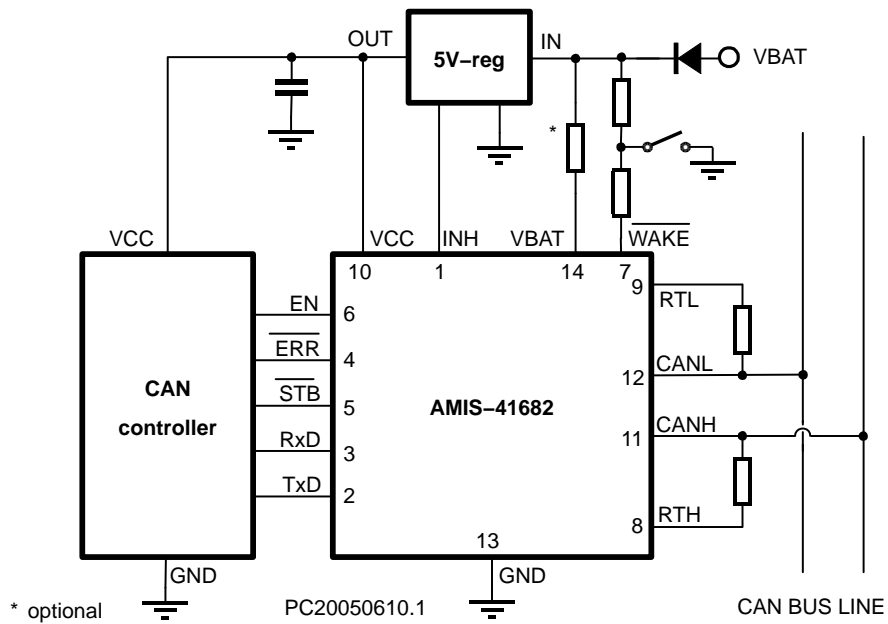 OUT
5V-reg
IN
VBAT
*
VCC
VCC
INH
VBAT
WAKE
10
1
14
7
9
RTL
EN
6
ERR
4
CANL
12
STB
5
CAN
controller
AMIS-41682
CANH
11
RxD
3
TxD
2
8
RTH
13
GND
GND
* optional
PC20050610.1
CAN BUS LINE